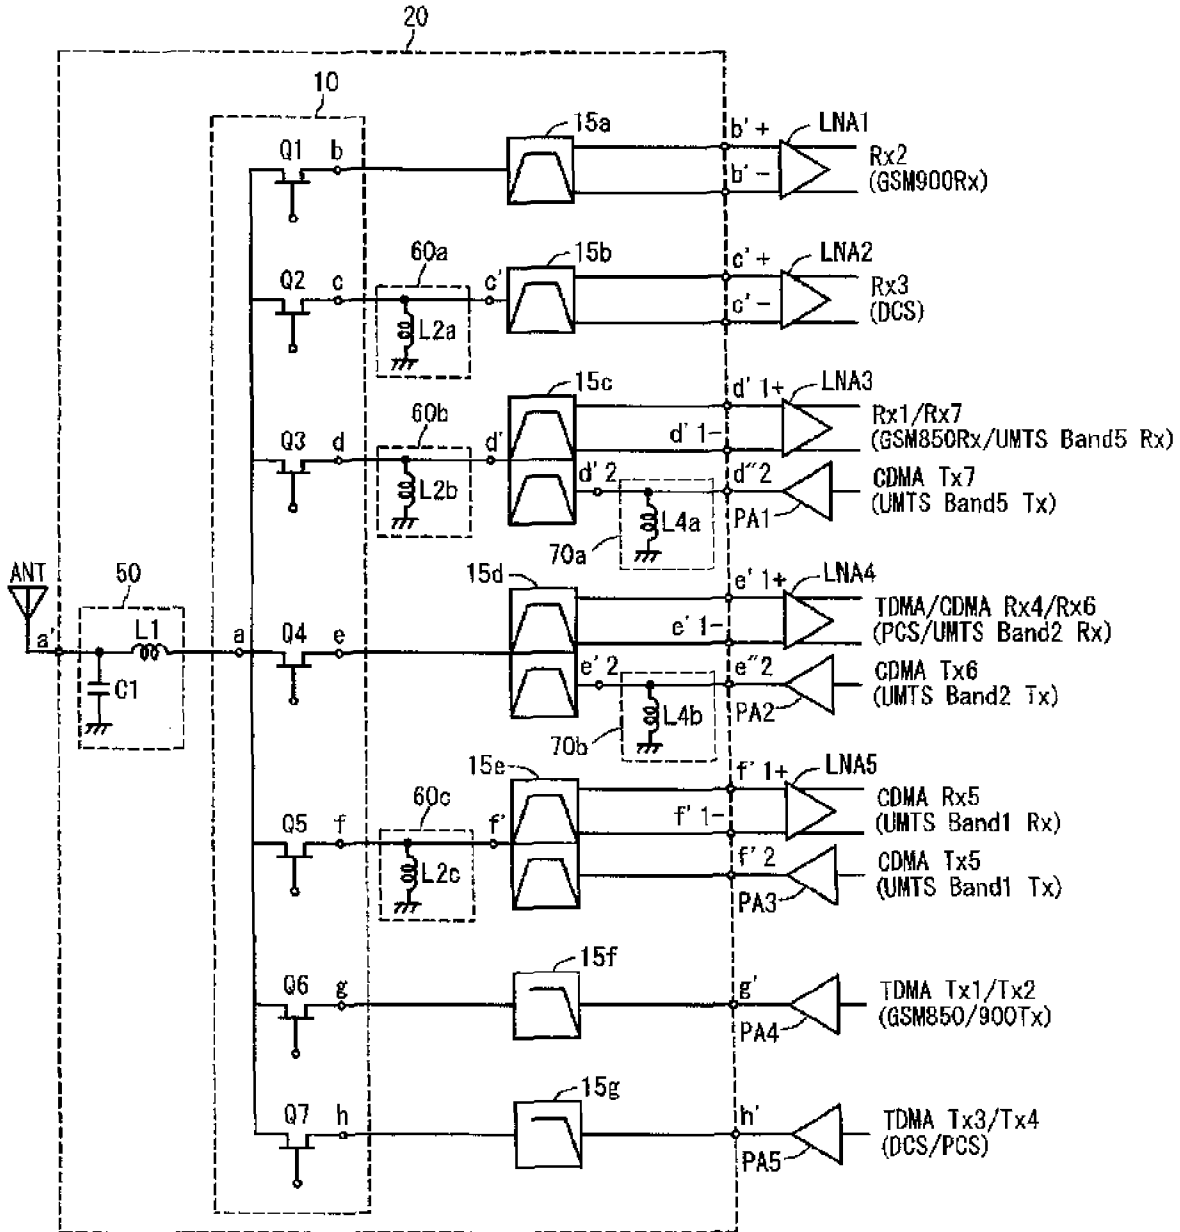 20
10
Q1
b
15a
b' +
b' −
LNA1
Rx2
(GSM900Rx)
Q2
c
60a
L2a
c'
15b
c' +
c' −
LNA2
Rx3
(DCS)
Q3
d
60b
L2b
d'
15c
d' 1+
d' 1−
LNA3
Rx1/Rx7
(GSM850Rx/UMTS Band5 Rx)
d' 2
L4a
70a
d"2
PA1
CDMA Tx7
(UMTS Band5 Tx)
ANT
a'
50
L1
C1
a
Q4
e
15d
e' 1+
e' 1−
LNA4
TDMA/CDMA Rx4/Rx6
(PCS/UMTS Band2 Rx)
e' 2
L4b
70b
e"2
PA2
CDMA Tx6
(UMTS Band2 Tx)
Q5
f
60c
L2c
f'
15e
f' 1+
f' 1−
LNA5
CDMA Rx5
(UMTS Band1 Rx)
f' 2
PA3
CDMA Tx5
(UMTS Band1 Tx)
Q6
g
15f
g'
PA4
TDMA Tx1/Tx2
(GSM850/900Tx)
Q7
h
15g
h'
PA5
TDMA Tx3/Tx4
(DCS/PCS)